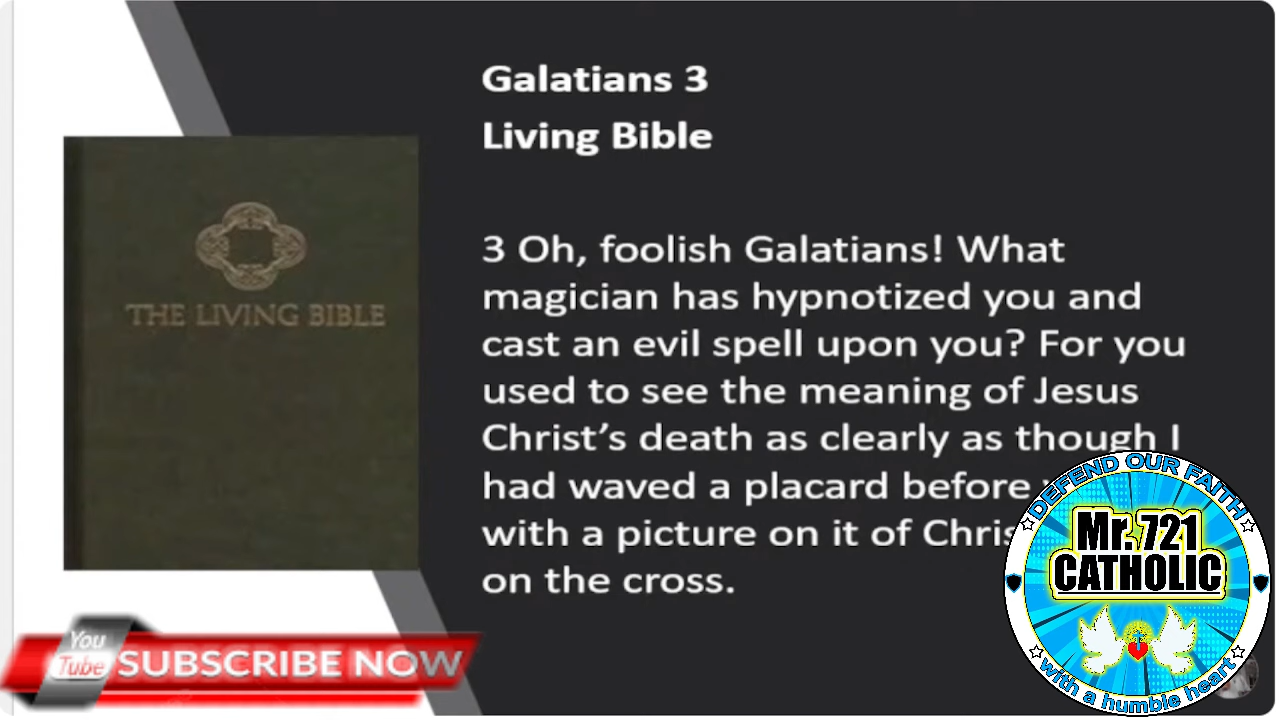 Galatians 3
Living Bible
3 Oh, foolish Galatians! What
magician has hypnotized you and
cast an evil spell upon you? For you
used to see the meaning of Jesus
Christ’s death as clearly as though I
had waved a placard before
with a picture on it of
on the cross.
THE LIVING BIBLE
You
Tube
SUBSCRIBE NOW
DEFEND OUR FAITH
Mr. 721
CATHOLIC
with a humble heart